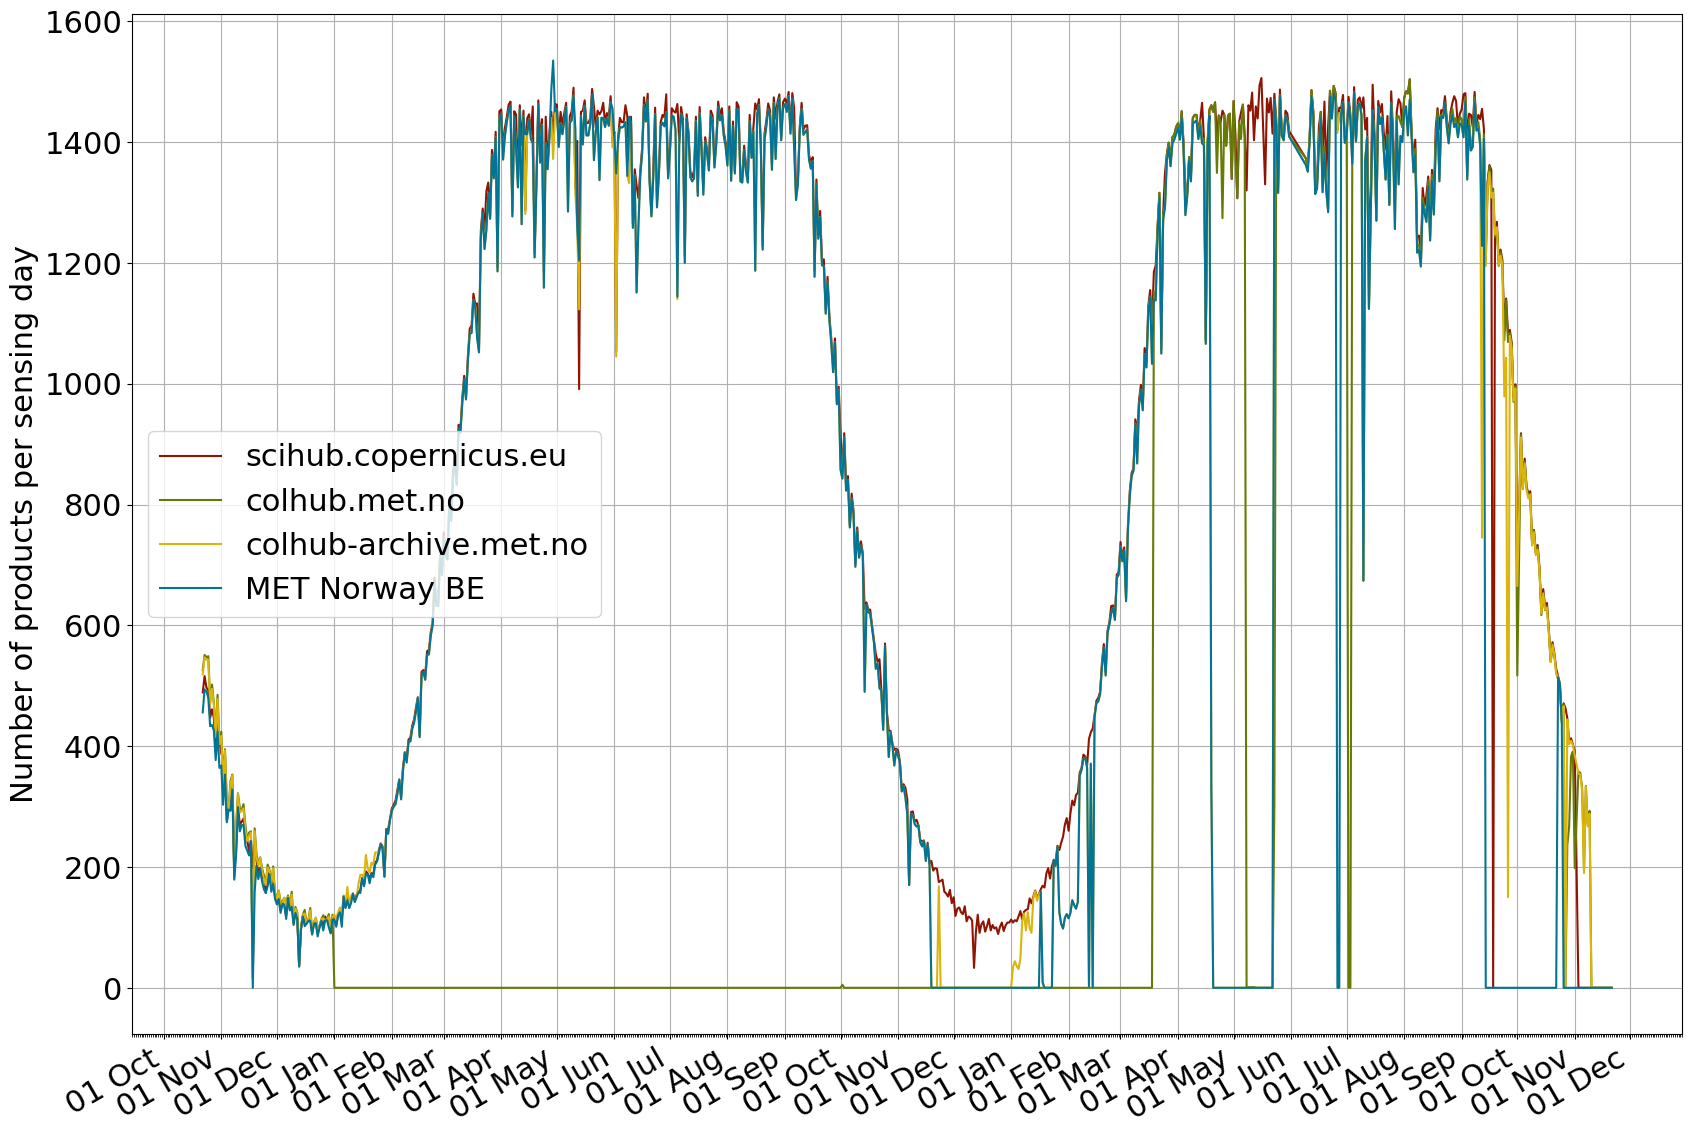 Number of products per sensing day
1600
1400
1200
1000
800
600
400
200
0
scihub.copernicus.eu
colhub.met.no
colhub-archive.met.no
MET Norway BE
01 Oct
01 Nov
01 Dec
01 Jan
01 Feb
01 Mar
01 Apr
01 May
01 Jun
01 Jul
01 Aug
01 Sep
01 Oct
01 Nov
01 Dec
01 Jan
01 Feb
01 Mar
01 Apr
01 May
01 Jun
01 Jul
01 Aug
01 Sep
01 Oct
01 Nov
01 Dec